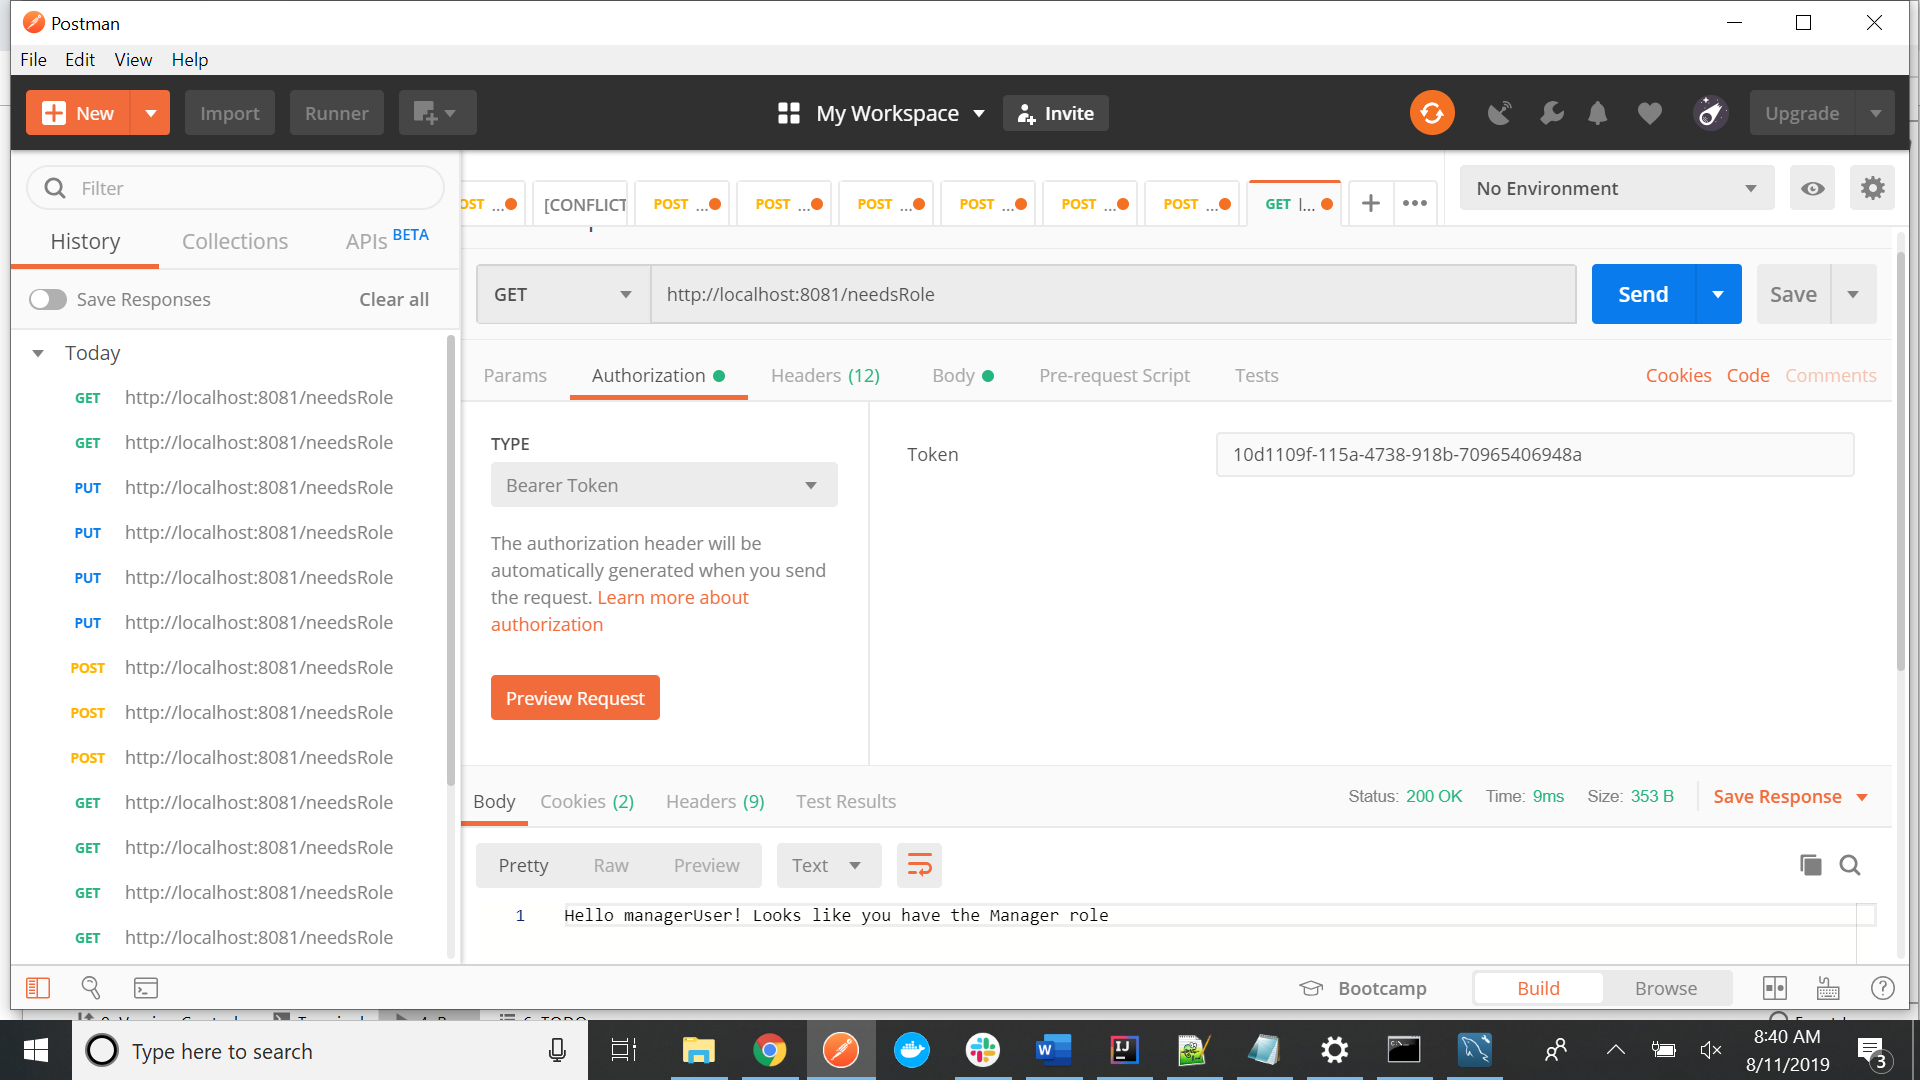 Postman
File Edit View Help
New Import Runner My Workspace Invite Upgrade
Filter
History Collections APIs BETA
Save Responses Clear all
Today
GET http://localhost:8081/needsRole
GET http://localhost:8081/needsRole
PUT http://localhost:8081/needsRole
PUT http://localhost:8081/needsRole
PUT http://localhost:8081/needsRole
PUT http://localhost:8081/needsRole
POST http://localhost:8081/needsRole
POST http://localhost:8081/needsRole
POST http://localhost:8081/needsRole
GET http://localhost:8081/needsRole
GET http://localhost:8081/needsRole
GET http://localhost:8081/needsRole
GET http://localhost:8081/needsRole
OST ... [CONFLICT POST ... POST ... POST ... POST ... POST ... POST ... GET |... + •••
No Environment
GET http://localhost:8081/needsRole Send Save
Params Authorization Headers (12) Body Pre-request Script Tests Cookies Code Comments
TYPE
Bearer Token
The authorization header will be
automatically generated when you send
the request. Learn more about
authorization
Preview Request
Token 10d1109f-115a-4738-918b-70965406948a
Body Cookies (2) Headers (9) Test Results Status: 200 OK Time: 9ms Size: 353 B Save Response
Pretty Raw Preview Text
1 Hello managerUser! Looks like you have the Manager role
Bootcamp Build Browse
Type here to search
W IJ 8:40 AM
8/11/2019 3